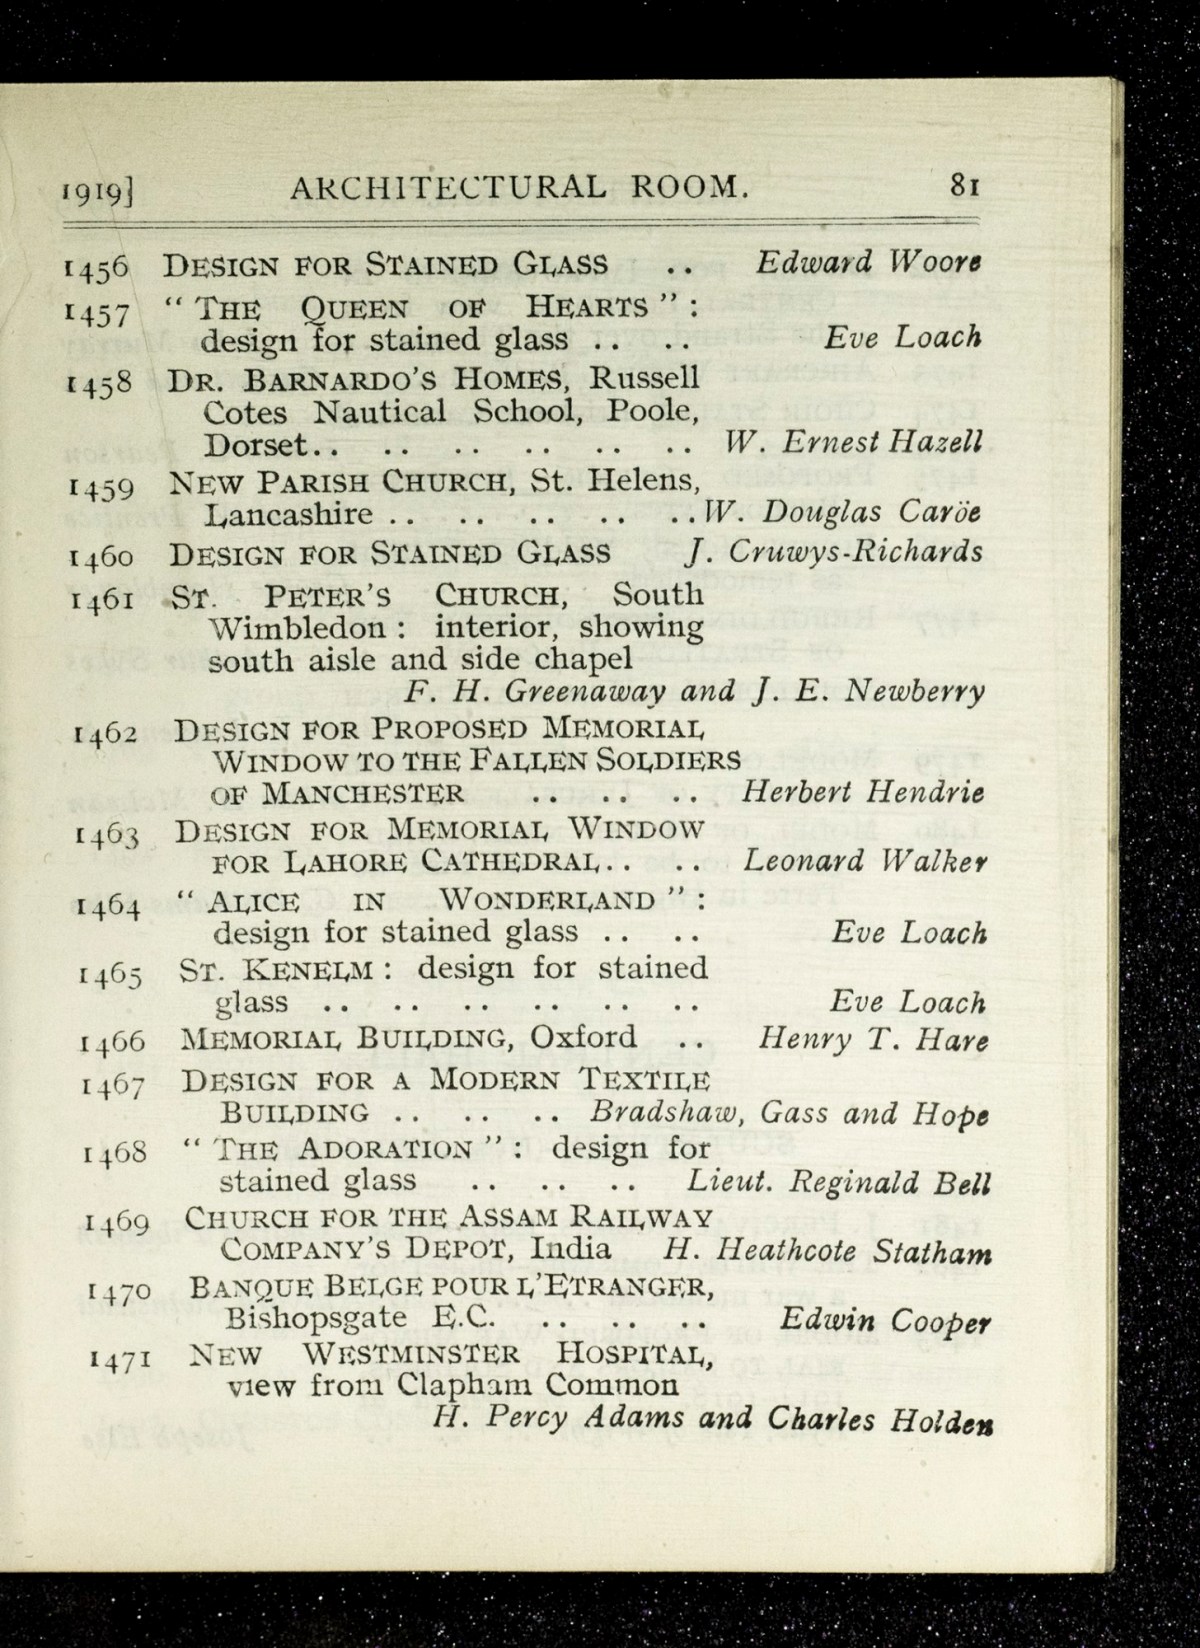 1919] ARCHITECTURAL ROOM. 81
1456 DESIGN FOR STAINED GLASS .. Edward Woore
1457 “ THE QUEEN OF HEARTS ” :
design for stained glass .. .. Eve Loach
1458 DR. BARNARDO’S HOMES, Russell
Cotes Nautical School, Poole,
Dorset.. .. .. .. .. .. W. Ernest Hazell
1459 NEW PARISH CHURCH, St. Helens,
Lancashire .. .. .. .. .. W. Douglas Caröe
1460 DESIGN FOR STAINED GLASS J. Cruwys-Richards
1461 ST. PETER’S CHURCH, South
Wimbledon : interior, showing
south aisle and side chapel
F. H. Greenaway and J. E. Newberry
1462 DESIGN FOR PROPOSED MEMORIAL
WINDOW TO THE FALLEN SOLDIERS
OF MANCHESTER .. .. .. Herbert Hendrie
1463 DESIGN FOR MEMORIAL WINDOW
FOR LAHORE CATHEDRAL.. .. Leonard Walker
1464 “ ALICE IN WONDERLAND ” :
design for stained glass .. .. Eve Loach
1465 ST. KENELM : design for stained
glass .. .. .. .. .. .. Eve Loach
1466 MEMORIAL BUILDING, Oxford .. Henry T. Hare
1467 DESIGN FOR A MODERN TEXTILE
BUILDING .. .. .. Bradshaw, Gass and Hope
1468 “ THE ADORATION ” : design for
stained glass .. .. .. Lieut. Reginald Bell
1469 CHURCH FOR THE ASSAM RAILWAY
COMPANY’S DEPOT, India H. Heathcote Statham
1470 BANQUE BELGE POUR L’ETRANGER,
Bishopsgate E.C. .. .. .. Edwin Cooper
1471 NEW WESTMINSTER HOSPITAL,
view from Clapham Common
H. Percy Adams and Charles Holden